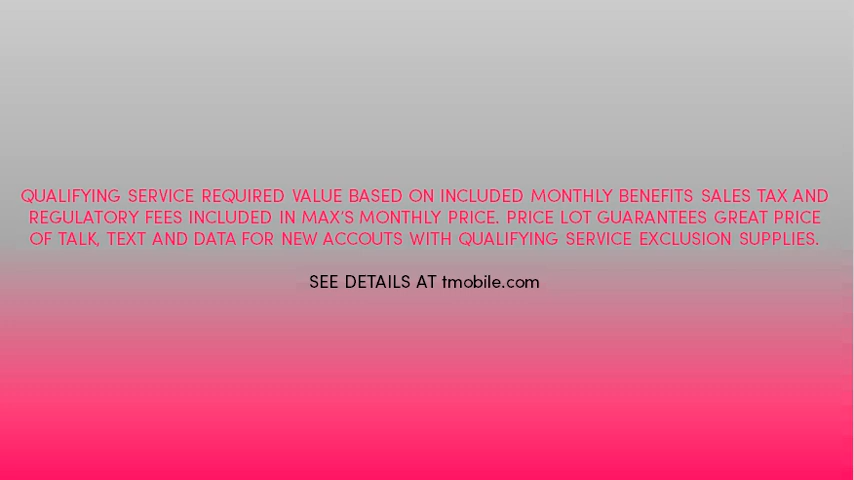 QUALIFYING SERVICE REQUIRED VALUE BASED ON INCLUDED MONTHLY BENEFITS SALES TAX AND
REGULATORY FEES INCLUDED IN MAX'S MONTHLY PRICE. PRICE LOT GUARANTEES GREAT PRICE
OF TALK, TEXT AND DATA FOR NEW ACCOUTS WITH QUALIFYING SERVICE EXCLUSION SUPPLIES.
SEE DETAILS AT tmobile.com